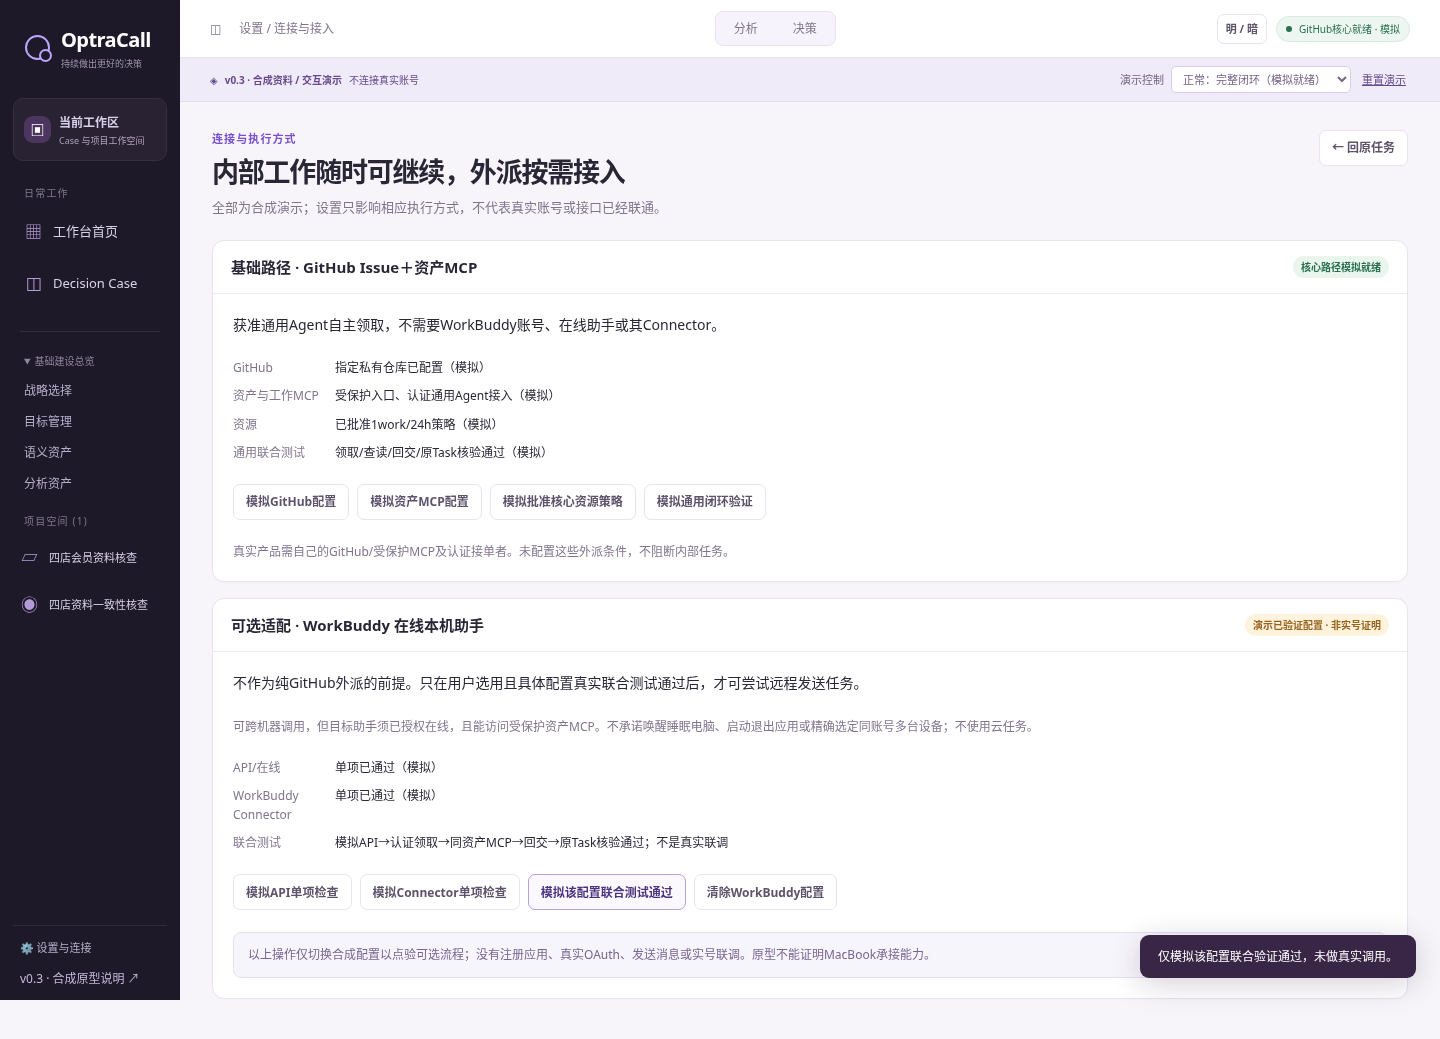 OptraCall
持续做出更好的决策
当前工作区
Case 与项目工作空间
日常工作
工作台首页
Decision Case
▼ 基础建设总览
战略选择
目标管理
语义资产
分析资产
项目空间 (1)
四店会员资料核查
四店资料一致性核查
⚙️ 设置与连接
v0.3 · 合成原型说明 ↗
设置 / 连接与接入
分析 决策
明 / 暗
GitHub核心就绪 · 模拟
◈ v0.3 · 合成资料 / 交互演示 不连接真实账号
演示控制 正常：完整闭环（模拟就绪） 重置演示
连接与执行方式
内部工作随时可继续，外派按需接入
全部为合成演示；设置只影响相应执行方式，不代表真实账号或接口已经联通。
← 回原任务
基础路径 · GitHub Issue＋资产MCP
核心路径模拟就绪
获准通用Agent自主领取，不需要WorkBuddy账号、在线助手或其Connector。
GitHub 指定私有仓库已配置（模拟）
资产与工作MCP 受保护入口、认证通用Agent接入（模拟）
资源 已批准1work/24h策略（模拟）
通用联合测试 领取/查读/回交/原Task核验通过（模拟）
模拟GitHub配置 模拟资产MCP配置 模拟批准核心资源策略 模拟通用闭环验证
真实产品需自己的GitHub/受保护MCP及认证接单者。未配置这些外派条件，不阻断内部任务。
可选适配 · WorkBuddy 在线本机助手
演示已验证配置 · 非实号证明
不作为纯GitHub外派的前提。只在用户选用且具体配置真实联合测试通过后，才可尝试远程发送任务。
可跨机器调用，但目标助手须已授权在线，且能访问受保护资产MCP。不承诺唤醒睡眠电脑、启动退出应用或精确选定同账号多台设备；不使用云任务。
API/在线 单项已通过（模拟）
WorkBuddy Connector 单项已通过（模拟）
联合测试 模拟API→认证领取→同资产MCP→回交→原Task核验通过；不是真实联调
模拟API单项检查 模拟Connector单项检查 模拟该配置联合测试通过 清除WorkBuddy配置
以上操作仅切换合成配置以点验可选流程；没有注册应用、真实OAuth、发送消息或实号联调。原型不能证明MacBook承接能力。
仅模拟该配置联合验证通过，未做真实调用。